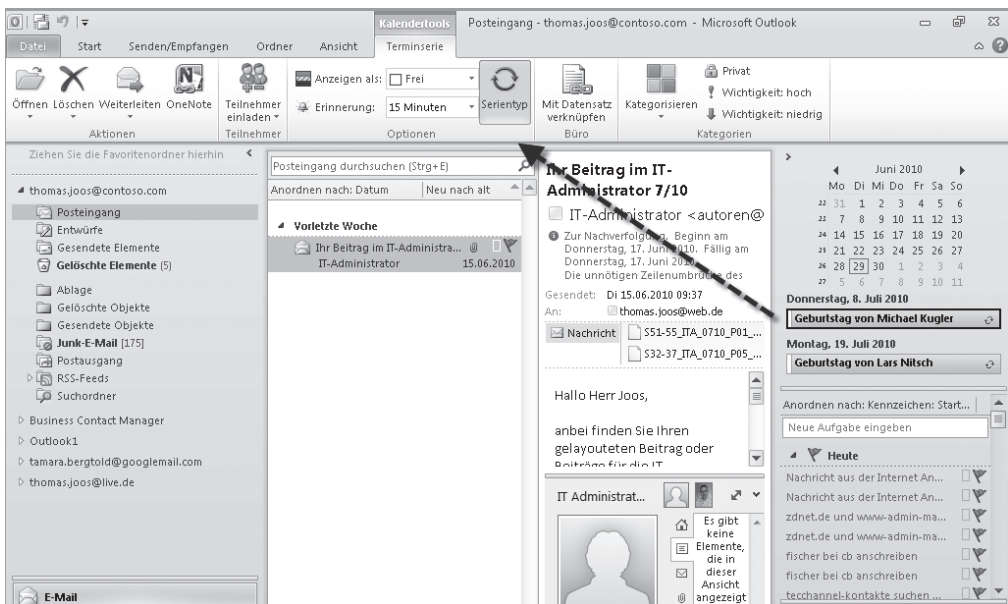 Kalendertools
Posteingang - thomas.joos@contoso.com - Microsoft Outlook
Datei Start Senden/Empfangen Ordner Ansicht Terminserie
Öffnen Löschen Weiterleiten OneNote
Aktionen
Teilnehmer einladen
Teilnehmer
Anzeigen als: Frei
Erinnerung: 15 Minuten
Serientyp
Optionen
Mit Datensatz verknüpfen
Büro
Kategorisieren
Privat
Wichtigkeit: hoch
Wichtigkeit: niedrig
Kategorien
Ziehen Sie die Favoritenordner hierhin
thomas.joos@contoso.com
Posteingang
Entwürfe
Gesendete Elemente
Gelöschte Elemente (5)
Ablage
Gelöschte Objekte
Gesendete Objekte
Junk-E-Mail [175]
Postausgang
RSS-Feeds
Suchordner
Business Contact Manager
Outlook1
tamara.bergtold@googlemail.com
thomas.joos@live.de
E-Mail
Posteingang durchsuchen (Strg+E)
Anordnen nach: Datum Neu nach alt
Vorletzte Woche
Ihr Beitrag im IT-Administra...
IT-Administrator 15.06.2010
Ihr Beitrag im IT-
Administrator 7/10
IT-Administrator <autoren@
Zur Nachverfolgung. Beginn am
Donnerstag, 17. Juni 2010. Fällig am
Donnerstag, 17. Juni 2010.
Die unnötigen Zeilenumbrüche des
Gesendet: Di 15.06.2010 09:37
An: thomas.joos@web.de
Nachricht S51-55_ITA_0710_P01_...
S32-37_ITA_0710_P05_...
Hallo Herr Joos,
anbei finden Sie Ihren
gelayouteten Beitrag oder
Beiträge für die IT
IT Administrat...
Es gibt
keine
Elemente,
die in
dieser
Ansicht
angezeigt
Juni 2010
Mo Di Mi Do Fr Sa So
22 31 1 2 3 4 5 6
23 7 8 9 10 11 12 13
24 14 15 16 17 18 19 20
25 21 22 23 24 25 26 27
26 28 29 30 1 2 3 4
27 5 6 7 8 9 10 11
Donnerstag, 8. Juli 2010
Geburtstag von Michael Kugler
Montag, 19. Juli 2010
Geburtstag von Lars Nitsch
Anordnen nach: Kennzeichen: Start...
Neue Aufgabe eingeben
Heute
Nachricht aus der Internet An...
Nachricht aus der Internet An...
zdnet.de und www-admin-ma...
zdnet.de und www-admin-ma...
fischer bei cb anschreiben
fischer bei cb anschreiben
tecchannel-kontakte suchen ...